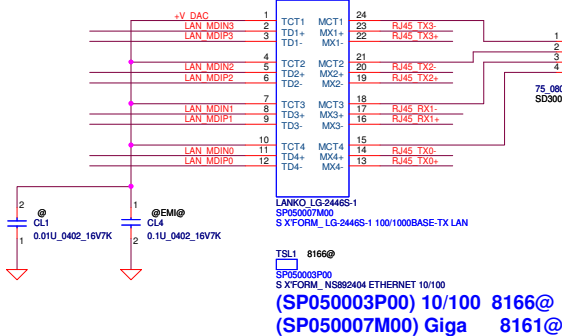 +V_DAC 1 TCT1 MCT1 24
LAN_MDIN3 2 TD1+ MX1+ 23 RJ45_TX3-
LAN_MDIP3 3 TD1- MX1- 22 RJ45_TX3+
4 TCT2 MCT2 21
LAN_MDIN2 5 TD2+ MX2+ 20 RJ45_TX2-
LAN_MDIP2 6 TD2- MX2- 19 RJ45_TX2+
7 TCT3 MCT3 18
LAN_MDIN1 8 TD3+ MX3+ 17 RJ45_RX1-
LAN_MDIP1 9 TD3- MX3- 16 RJ45_RX1+
10 TCT4 MCT4 15
LAN_MDIN0 11 TD4+ MX4+ 14 RJ45_TX0-
LAN_MDIP0 12 TD4- MX4- 13 RJ45_TX0+
1
2
3
4
75_080
SD300
LANKO_LG-2446S-1
SP050007M00
S X'FORM_ LG-2446S-1 100/1000BASE-TX LAN
2 @
CL1
1 0.01U_0402_16V7K
1 @EMI@
CL4
2 0.1U_0402_16V7K
TSL1 8166@
SP050003P00
S X'FORM_ NS892404 ETHERNET 10/100
(SP050003P00) 10/100 8166@
(SP050007M00) Giga 8161@